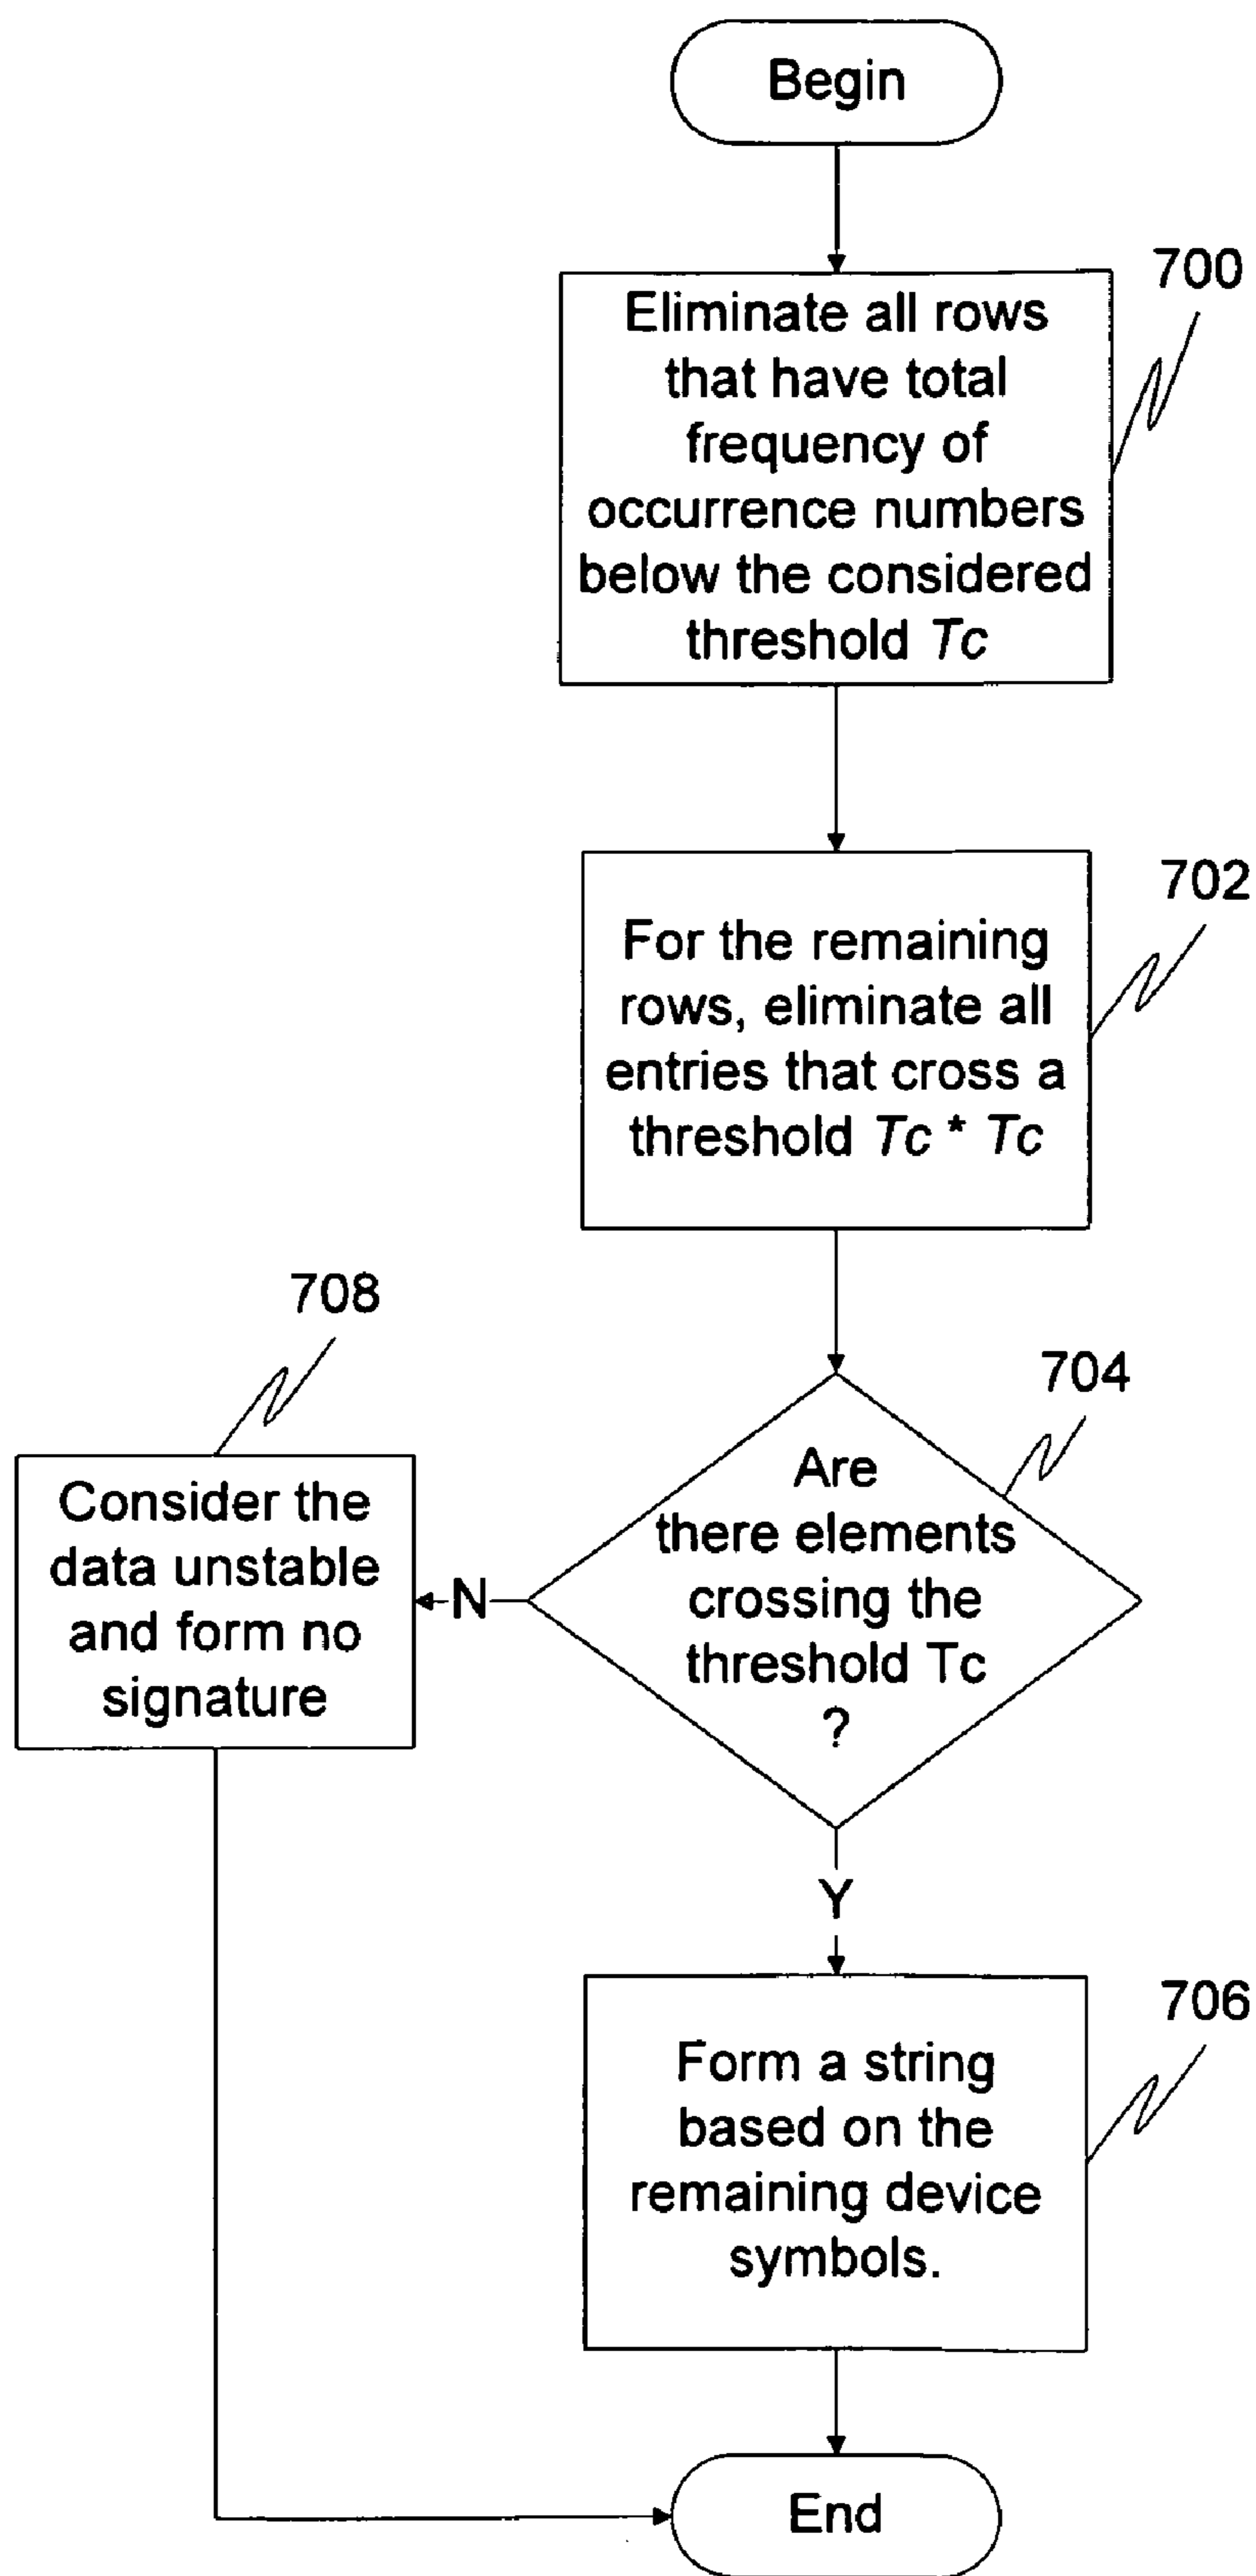 Begin
700
Eliminate all rows
that have total
frequency of
occurrence numbers
below the considered
threshold Tc
702
For the remaining
rows, eliminate all
entries that cross a
threshold Tc * Tc
708
704
Consider the
data unstable
and form no
signature
N
Are
there elements
crossing the
threshold Tc
?
Y
706
Form a string
based on the
remaining device
symbols.
End